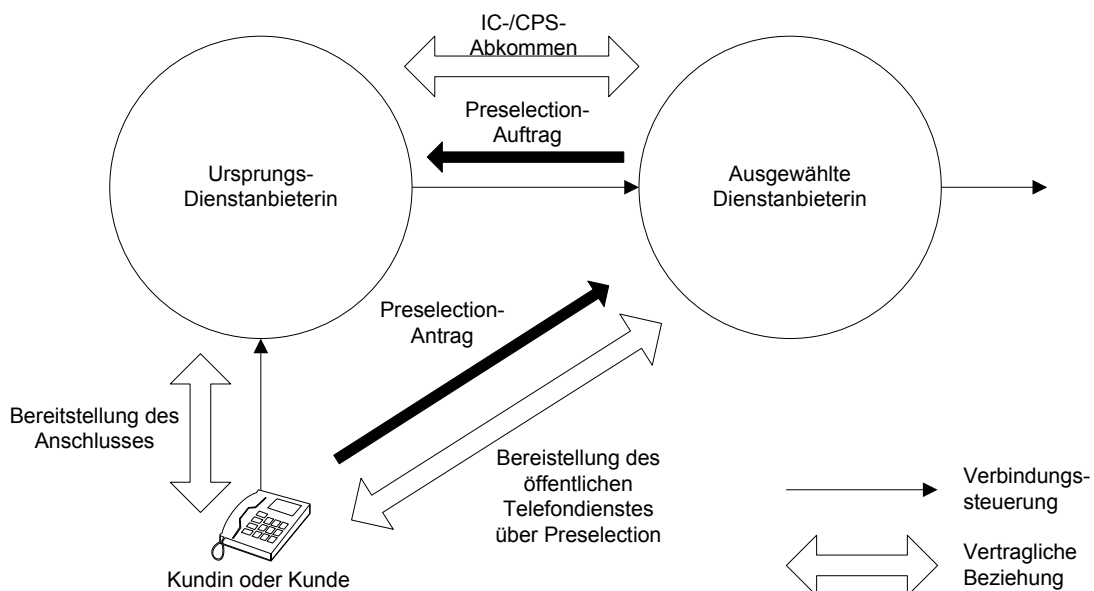 IC-/CPS-
Abkommen
Preselection-
Auftrag
Ursprungs-
Dienstanbieterin
Ausgewählte
Dienstanbieterin
Preselection-
Antrag
Bereitstellung des
Anschlusses
Bereistellung des
öffentlichen
Telefondienstes
über Preselection
Kundin oder Kunde
Verbindungs-
steuerung
Vertragliche
Beziehung